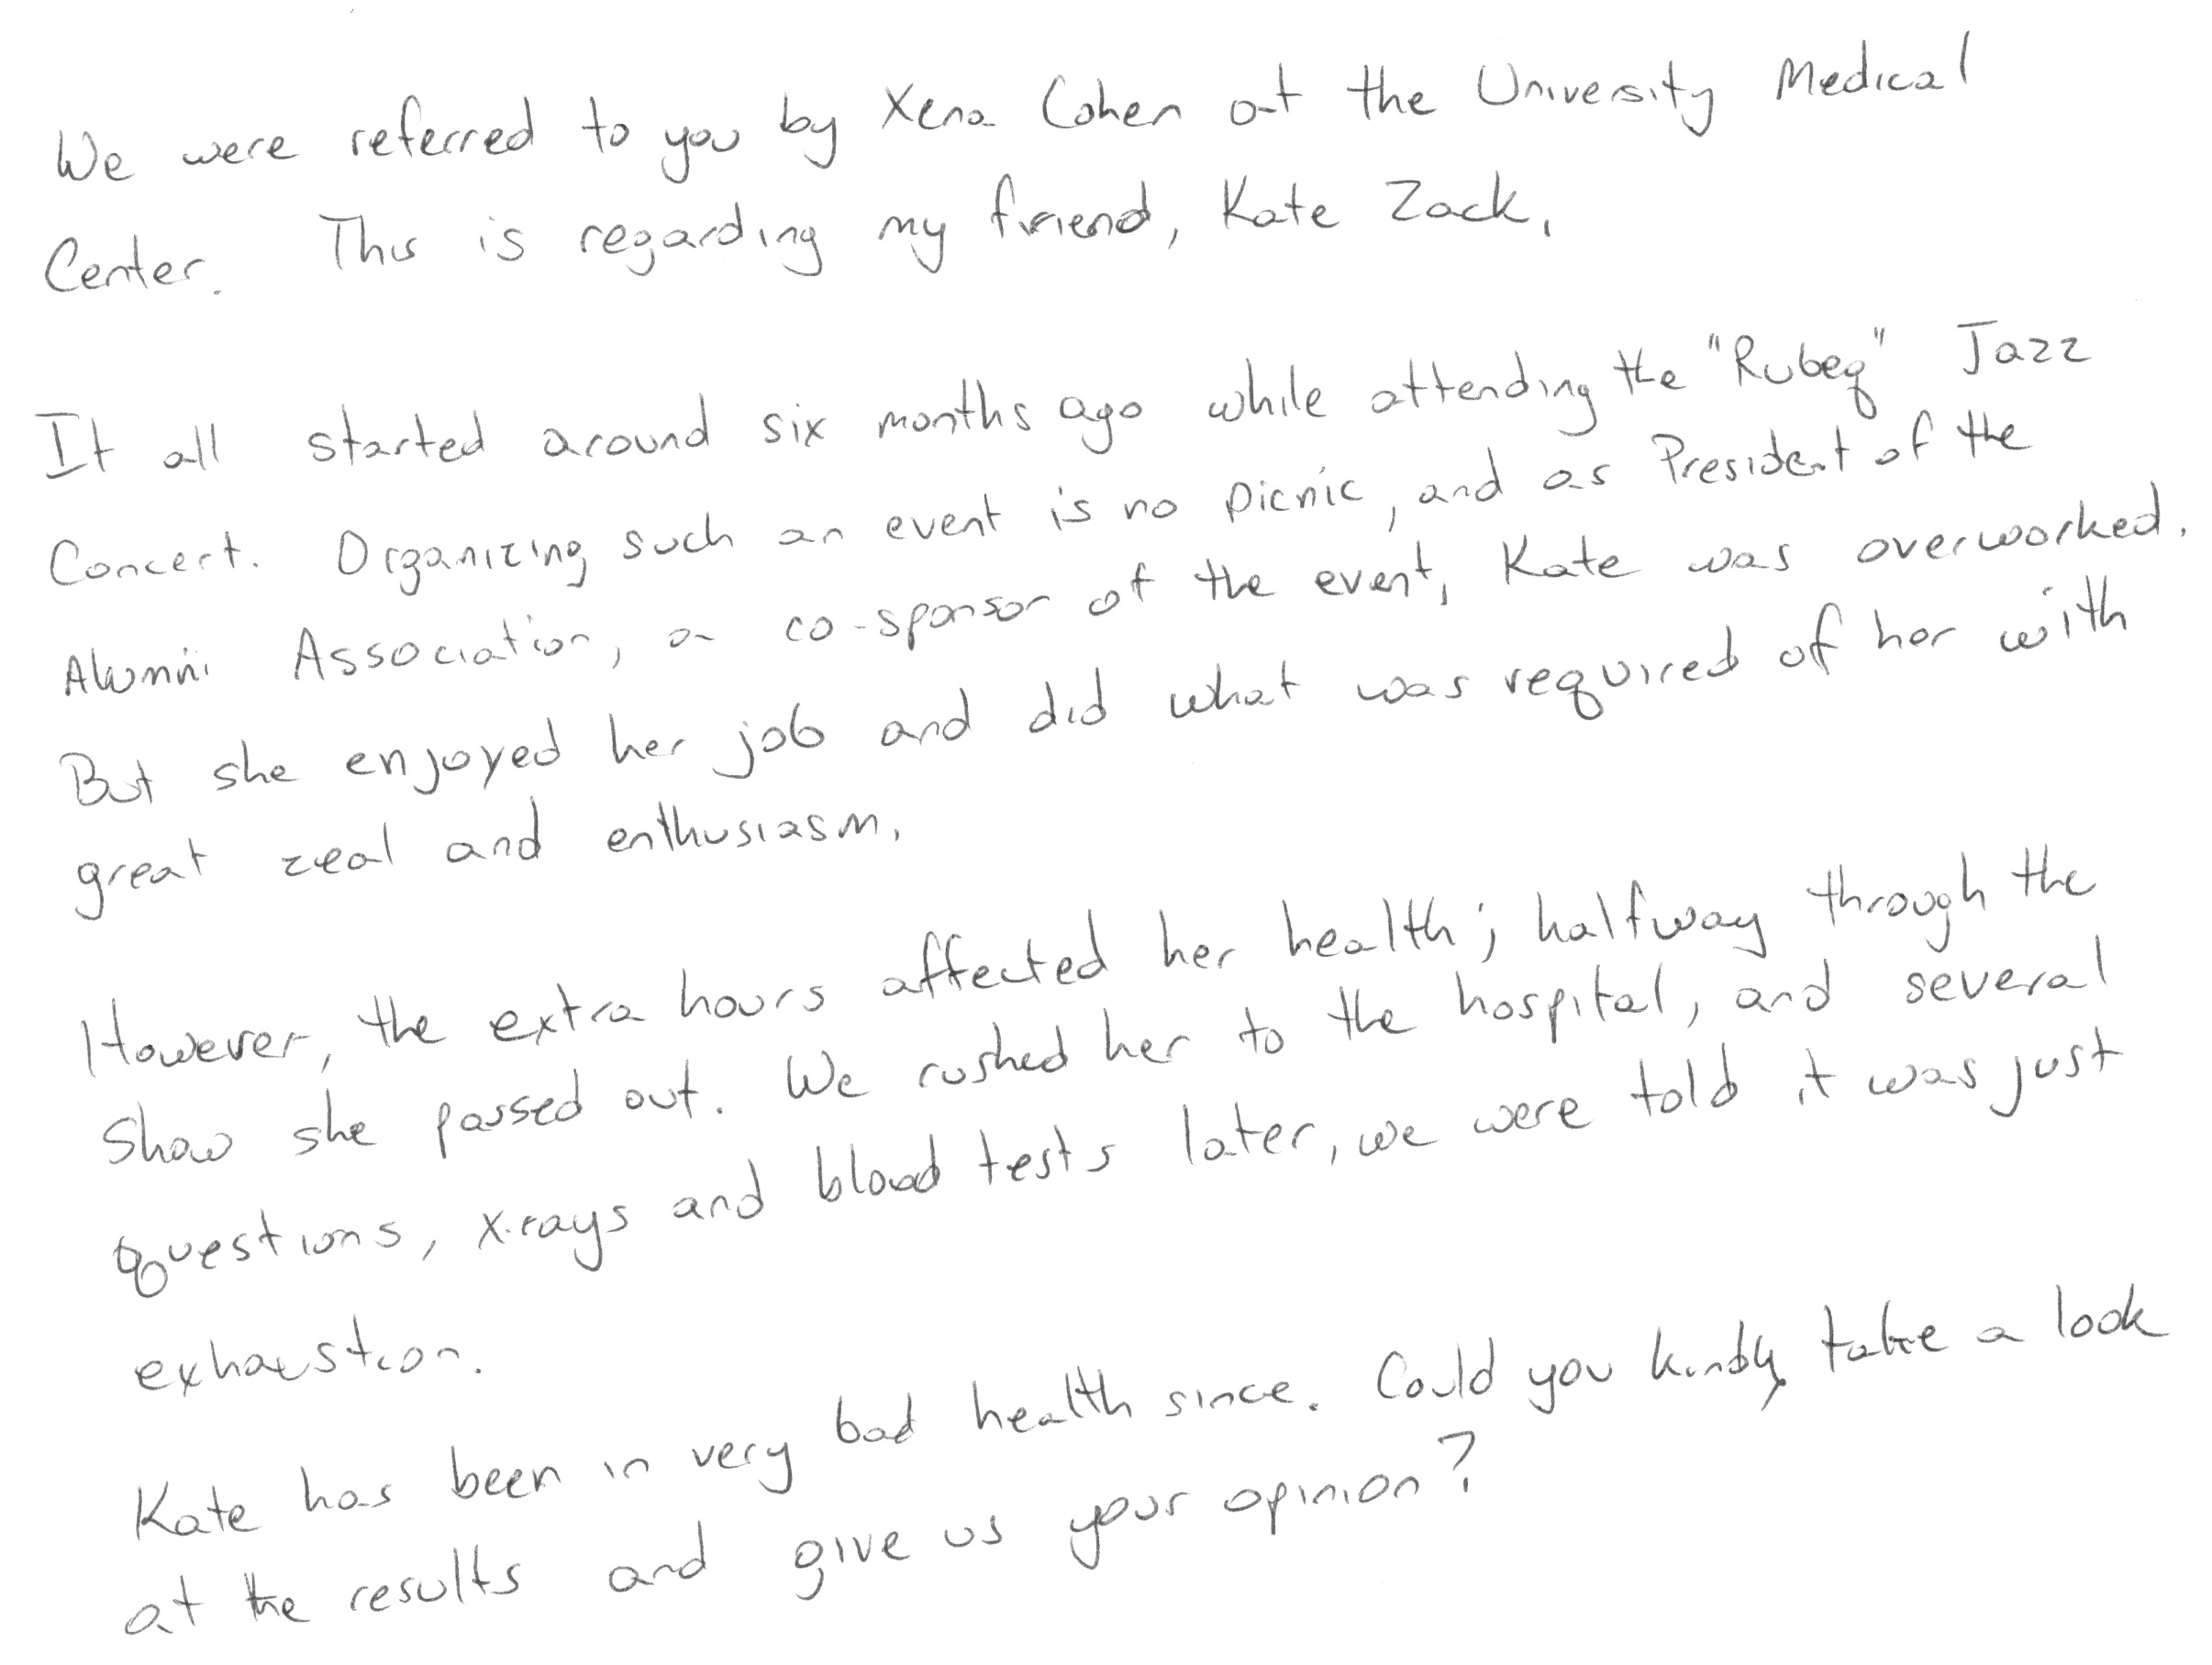 We were referred to you by Xena Cohen at the University Medical
Center. This is regarding my friend, Kate Zack.
It all started around six months ago while attending the "Rubeq" Jazz
Concert. Organizing such an event is no picnic, and as President of the
Alumni Association, a co-sponsor of the event, Kate was overworked.
But she enjoyed her job and did what was required of her with
great zeal and enthusiasm.
However, the extra hours affected her health; halfway through the
show she passed out. We rushed her to the hospital, and several
questions, x-rays and blood tests later, we were told it was just
exhaustion.
Kate has been in very bad health since. Could you kindly take a look
at the results and give us your opinion?